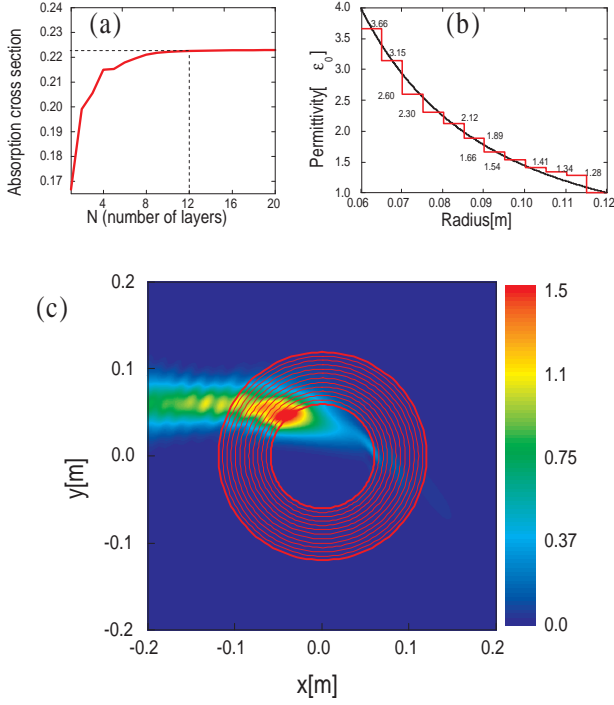 (a)
Absorption cross section
0.23
0.22
0.21
0.20
0.19
0.18
0.17
4 8 12 16 20
N (number of layers)
(b)
Permittivity[ ε0]
4.0
3.5
3.0
2.5
2.0
1.5
1.0
3.66
3.15
2.60
2.30
2.12
1.89
1.66
1.54
1.41
1.34
1.28
0.06 0.07 0.08 0.09 0.10 0.11 0.12
Radius[m]
(c)
y[m]
0.2
0.1
0.0
-0.1
-0.2
-0.2 -0.1 0.0 0.1 0.2
x[m]
1.5
1.1
0.75
0.37
0.0